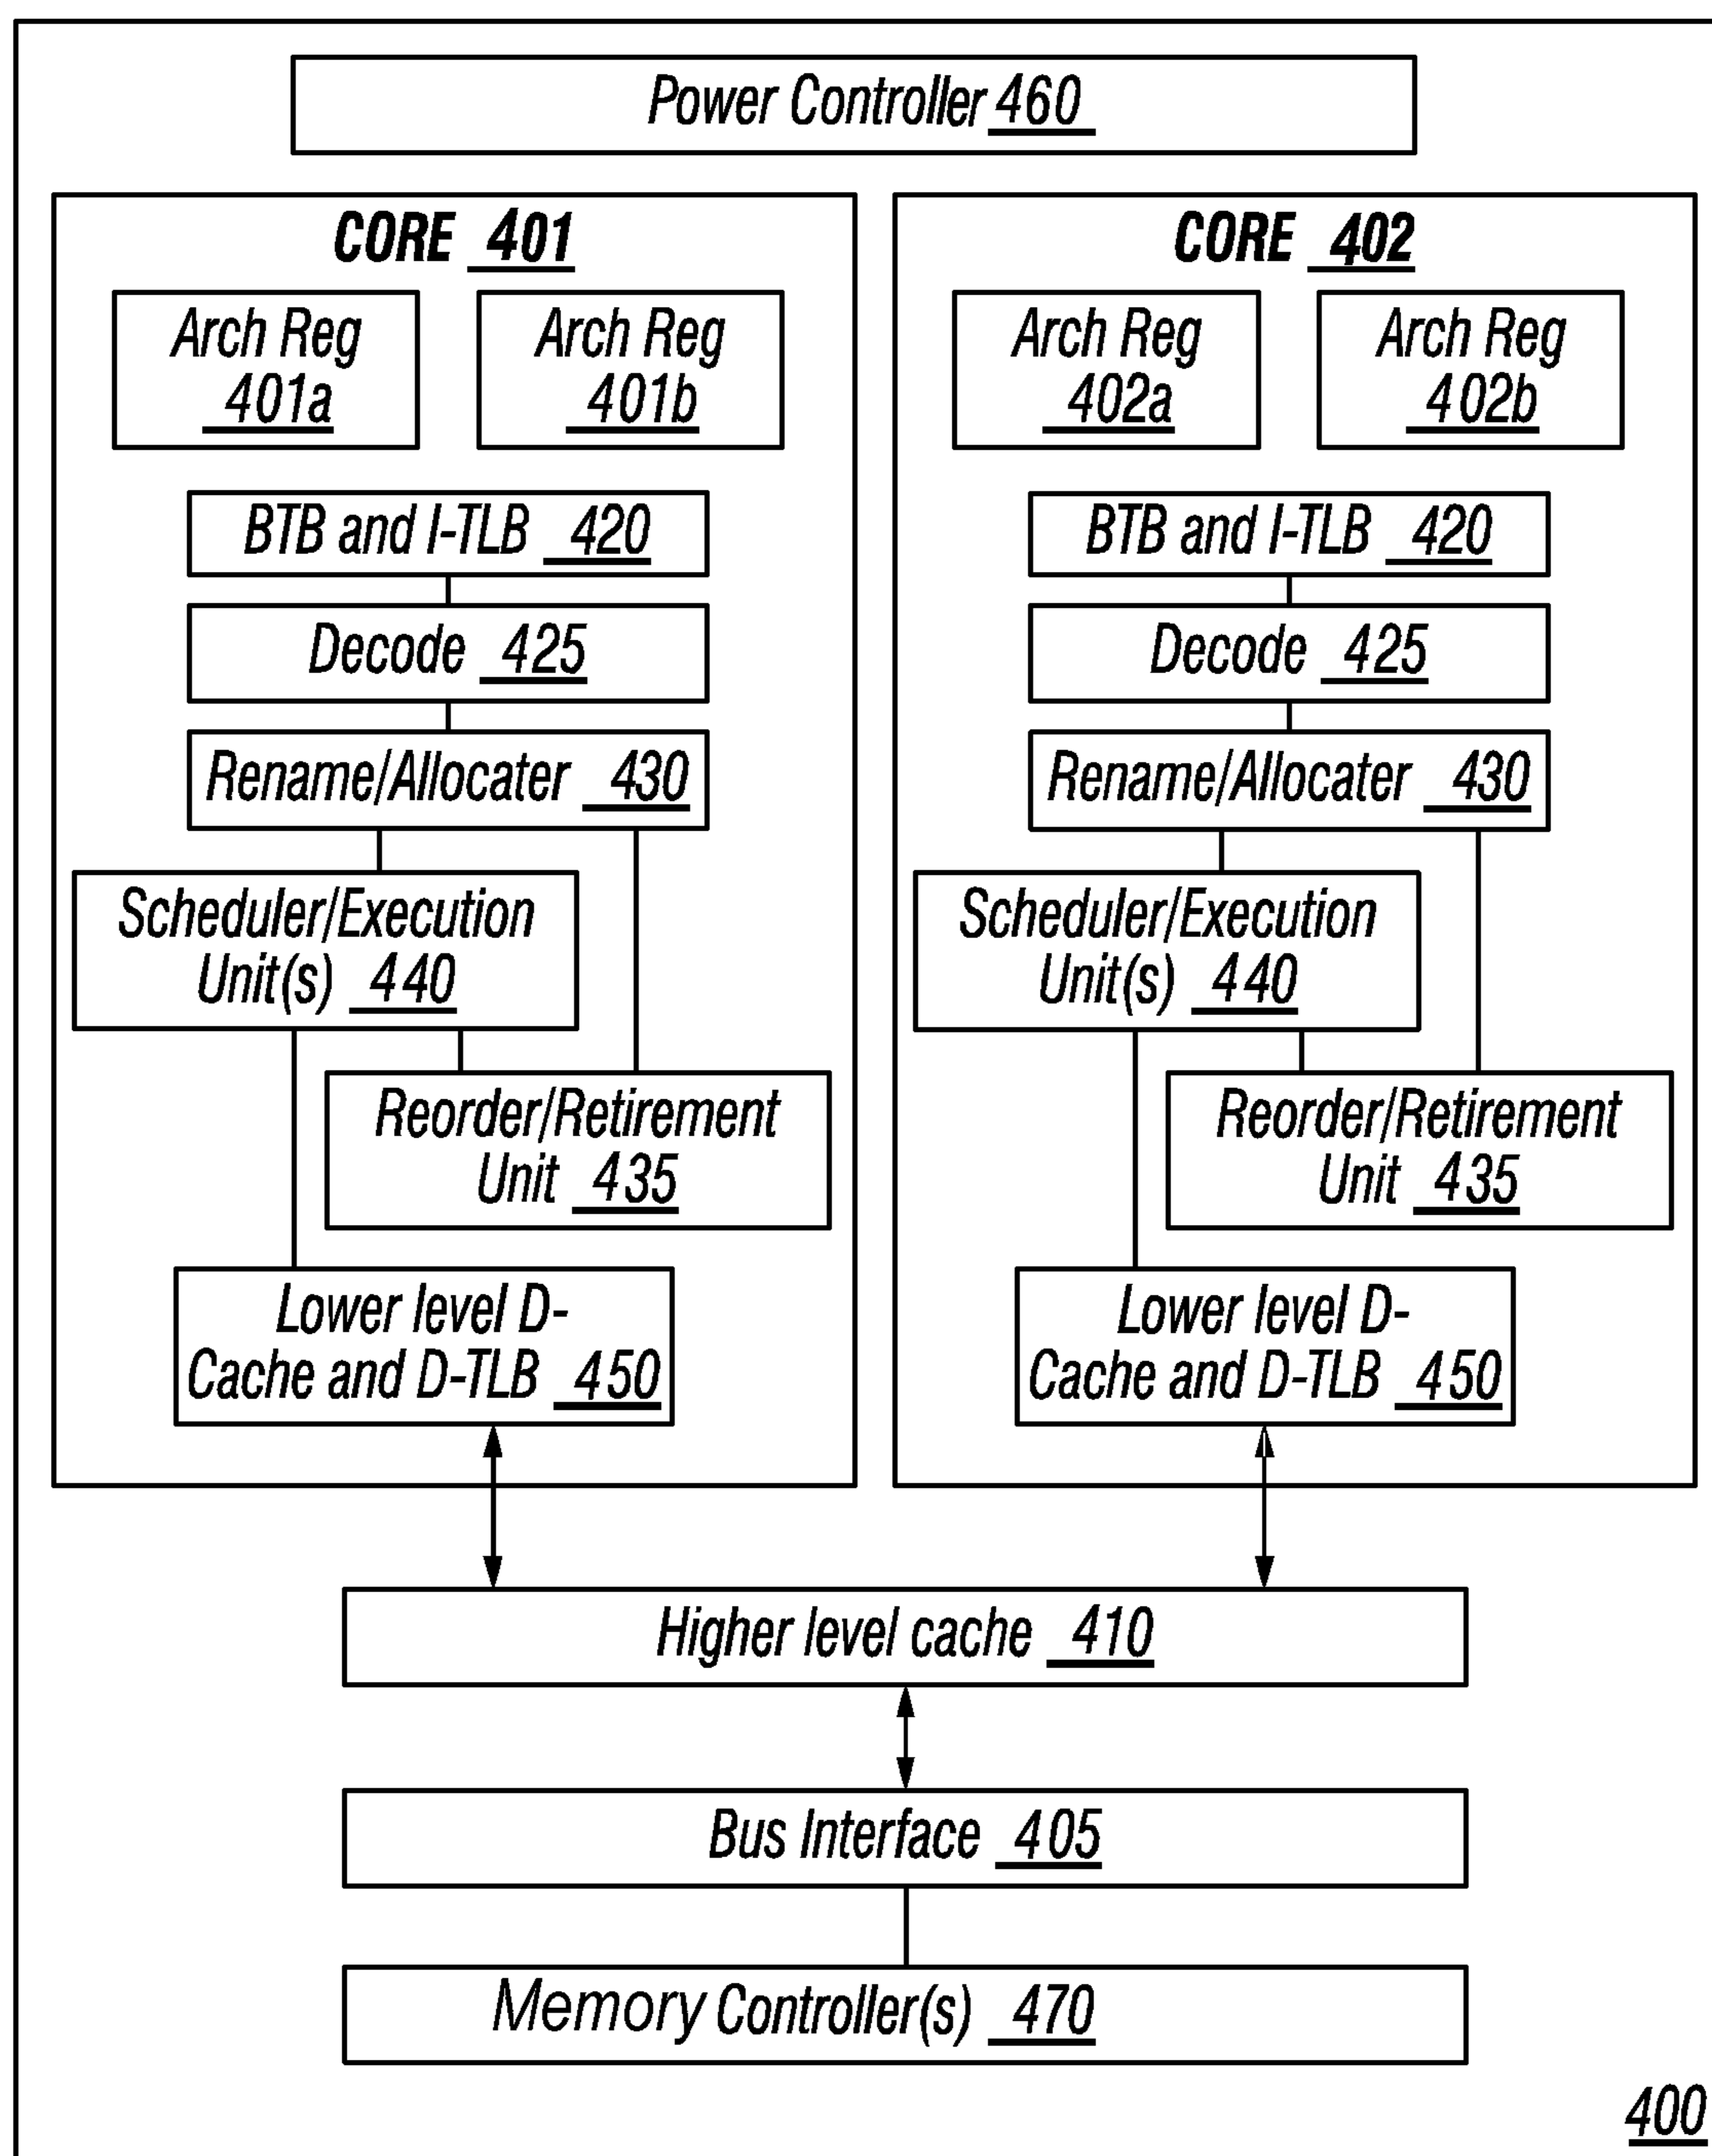 Power Controller 460
CORE 401
Arch Reg
401a
Arch Reg
401b
BTB and I-TLB 420
Decode 425
Rename/Allocater 430
Scheduler/Execution
Unit(s) 440
Reorder/Retirement
Unit 435
Lower level D-
Cache and D-TLB 450
CORE 402
Arch Reg
402a
Arch Reg
402b
BTB and I-TLB 420
Decode 425
Rename/Allocater 430
Scheduler/Execution
Unit(s) 440
Reorder/Retirement
Unit 435
Lower level D-
Cache and D-TLB 450
Higher level cache 410
Bus Interface 405
Memory Controller(s) 470
400